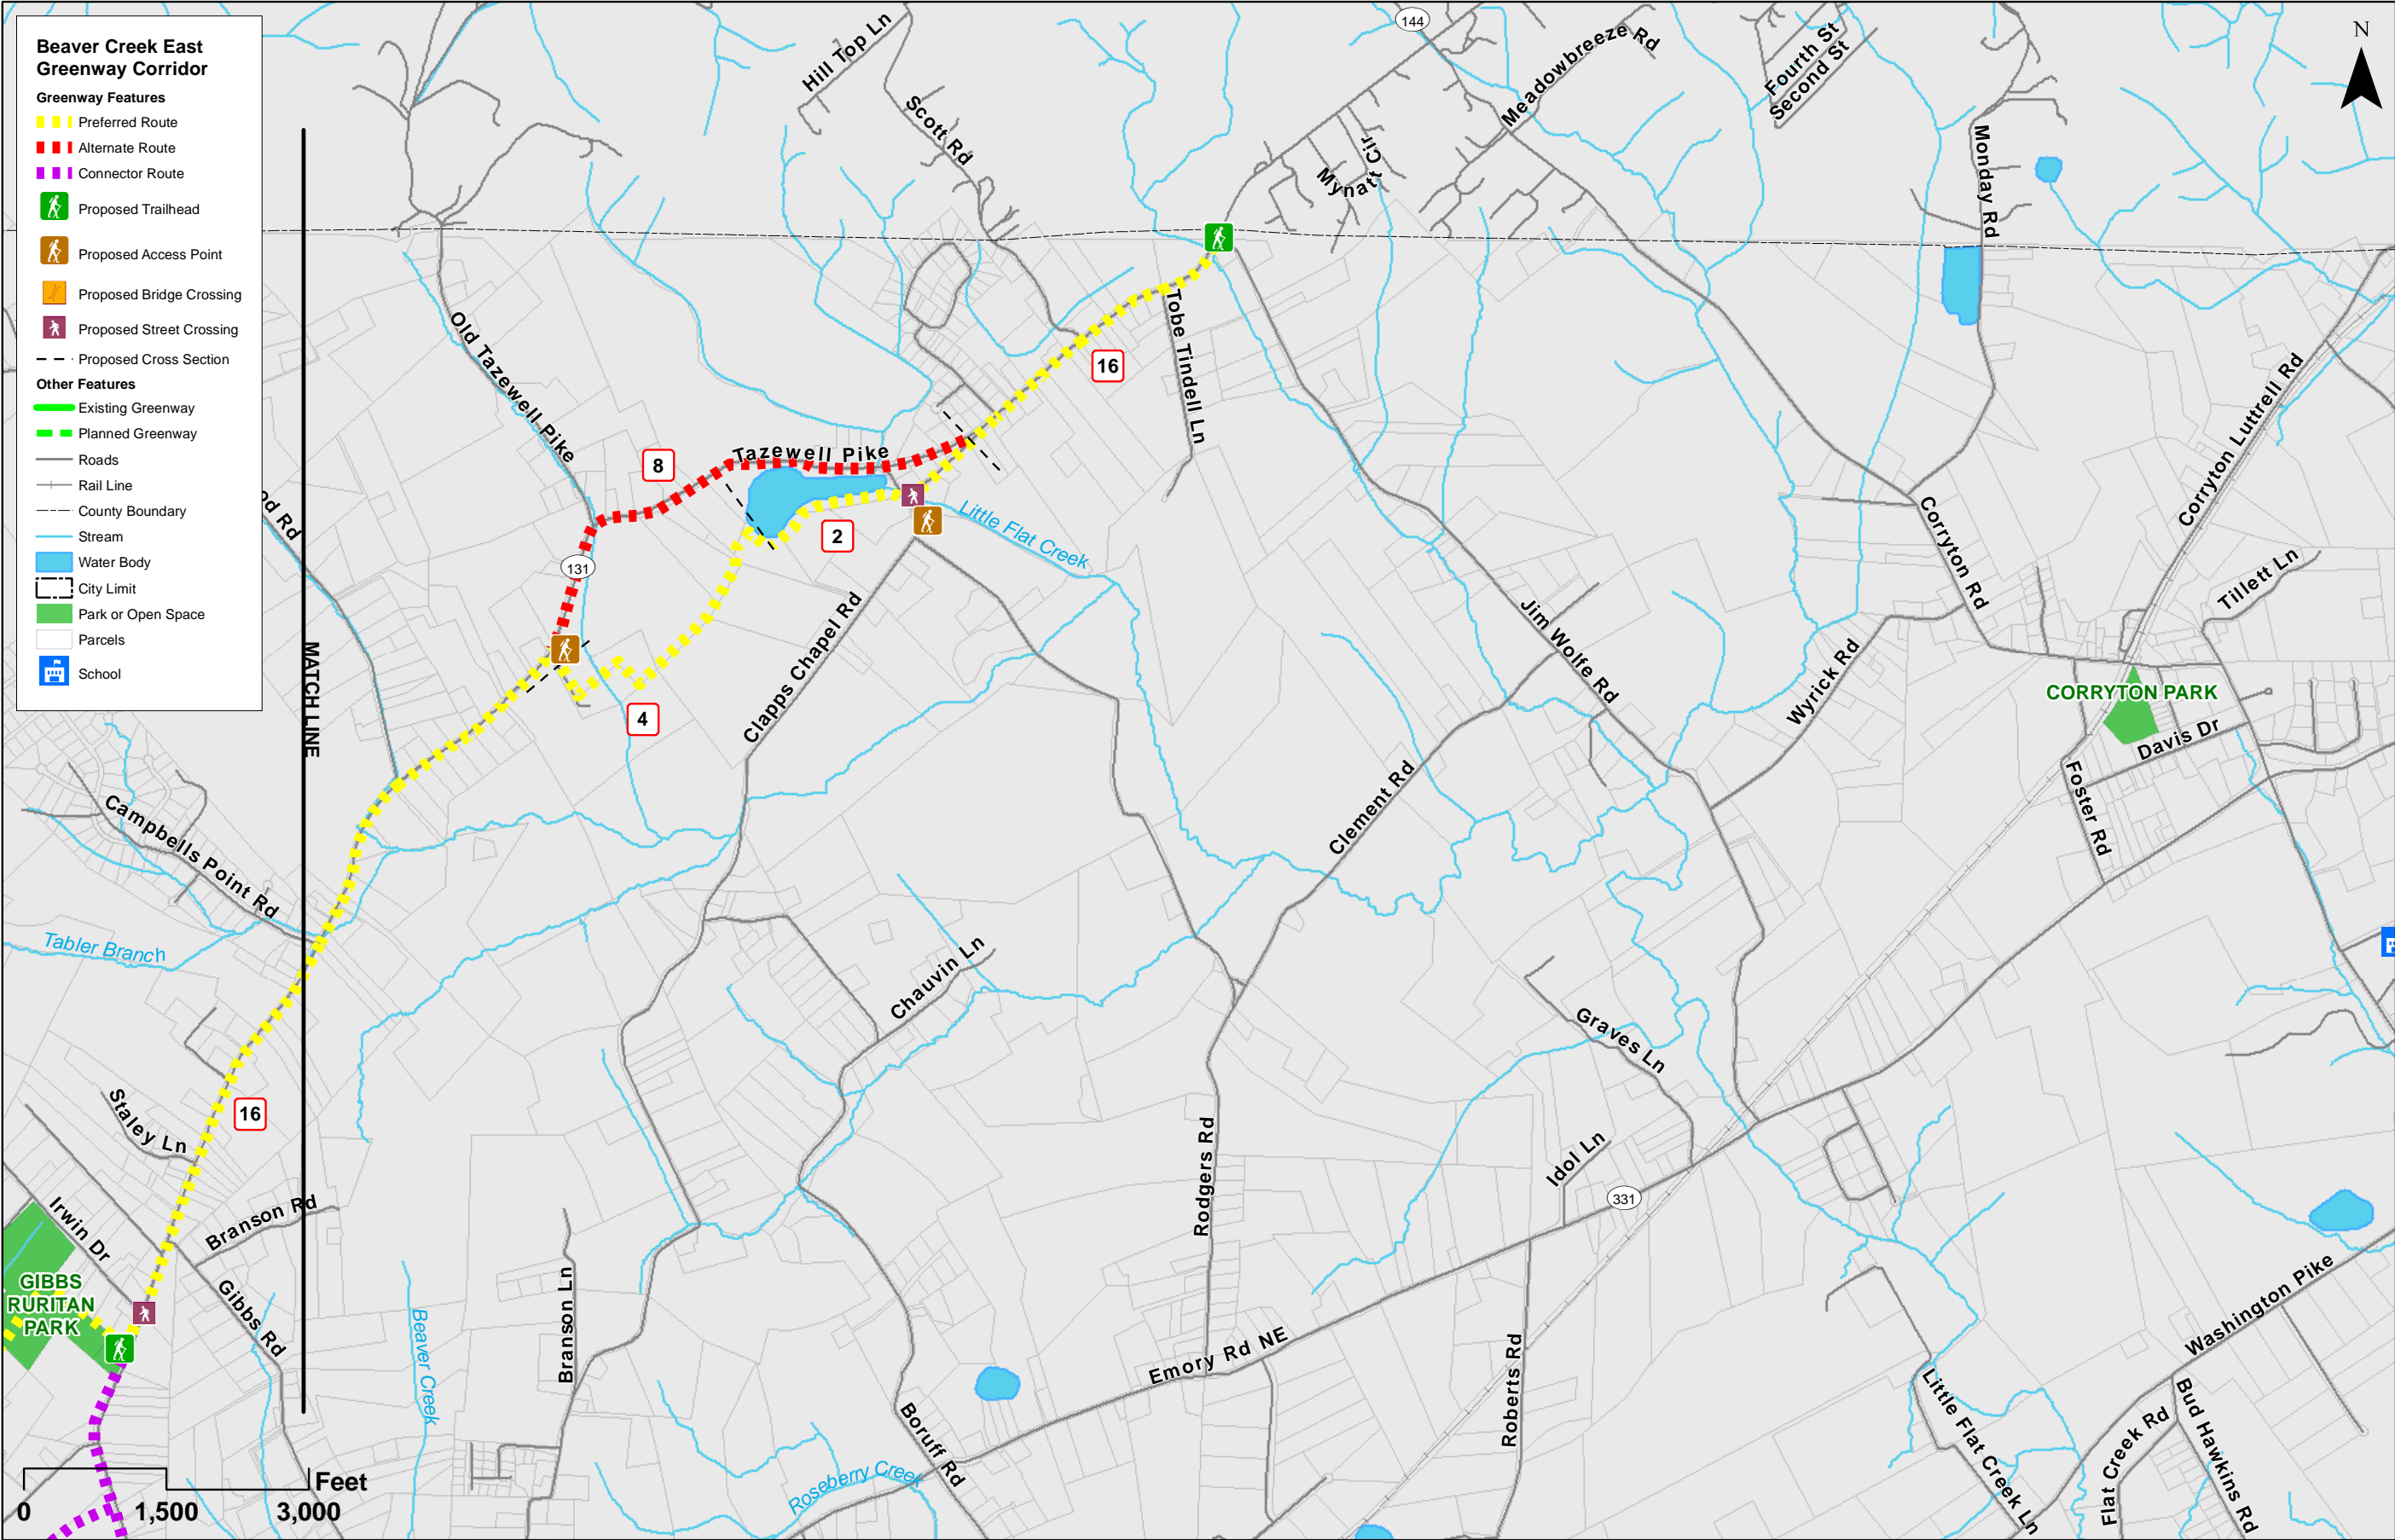 Beaver Creek East
Greenway Corridor
Greenway Features
Preferred Route
Alternate Route
Connector Route
Proposed Trailhead
Proposed Access Point
Proposed Bridge Crossing
Proposed Street Crossing
Proposed Cross Section
Other Features
Existing Greenway
Planned Greenway
Roads
Rail Line
County Boundary
Stream
Water Body
City Limit
Park or Open Space
Parcels
School
N
144
Hill Top Ln
Scott Rd
Meadowbreeze Rd
Fourth St
Second St
Monday Rd
Mynatt Cir
Old Tazewell Pike
Tobe Tindell Ln
16
Corryton Luttrell Rd
Tazewell Pike
8
2
Little Flat Creek
131
od Rd
Corryton Rd
Tillett Ln
Clapps Chapel Rd
Jim Wolfe Rd
Wyrick Rd
MATCH LINE
4
CORRYTON PARK
Davis Dr
Foster Rd
Clement Rd
Campbells Point Rd
Tabler Branch
Chauvin Ln
Graves Ln
16
Staley Ln
Rodgers Rd
Idol Ln
331
Irwin Dr
Branson Rd
Gibbs Rd
GIBBS
RURITAN
PARK
Beaver Creek
Branson Ln
Emory Rd NE
Roberts Rd
Washington Pike
Little Flat Creek Ln
Flat Creek Rd
Bud Hawkins Rd
Boruff Rd
Roseberry Creek
Feet
0 1,500 3,000